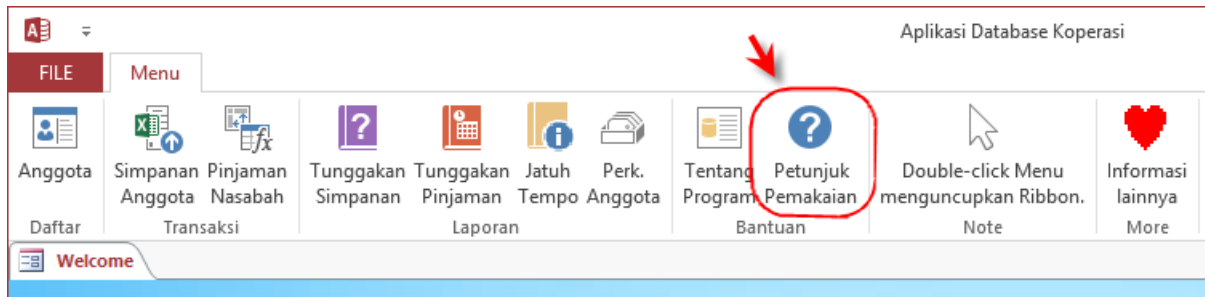 Aplikasi Database Koperasi
FILE Menu
Anggota
Simpanan Anggota
Pinjaman Nasabah
Tunggakan Simpanan
Tunggakan Pinjaman
Jatuh Tempo
Perk. Anggota
Tentang Program
Petunjuk Pemakaian
Double-click Menu
menguncupkan Ribbon.
Informasi lainnya
Daftar
Transaksi
Laporan
Bantuan
Note
More
Welcome